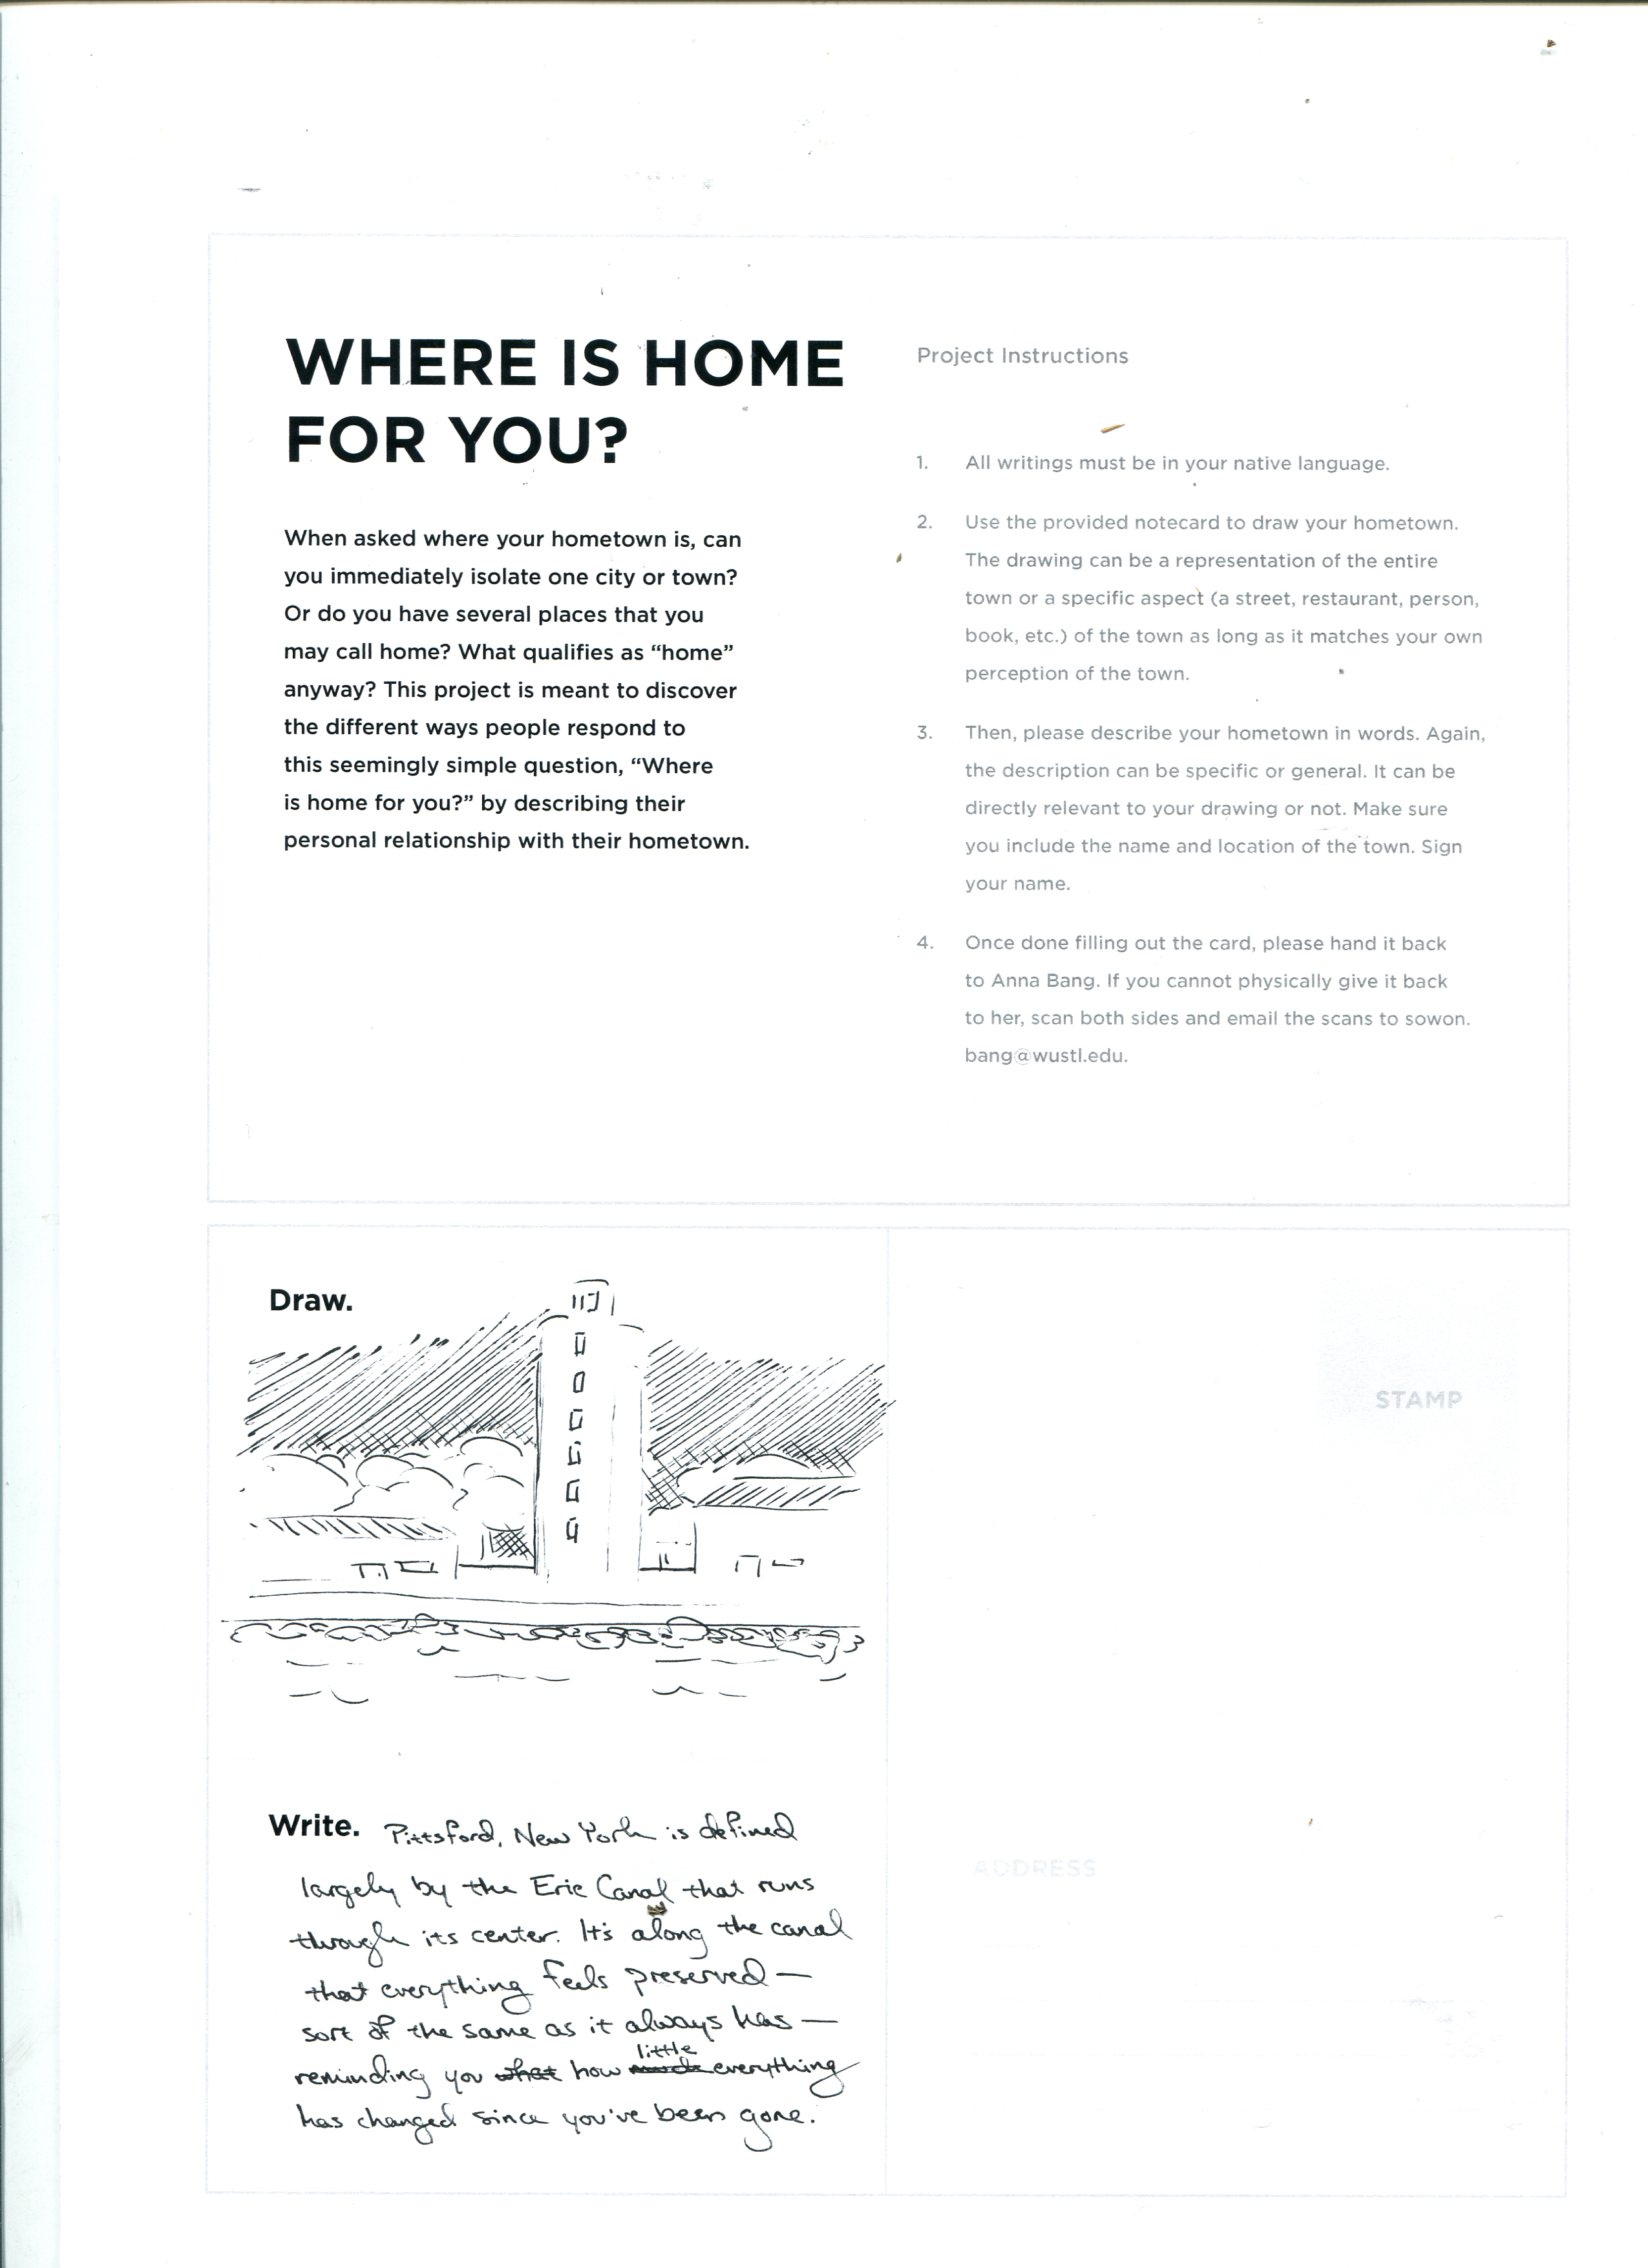 WHERE IS HOME
FOR YOU?
When asked where your hometown is, can
you immediately isolate one city or town?
Or do you have several places that you
may call home? What qualifies as “home”
anyway? This project is meant to discover
the different ways people respond to
this seemingly simple question, “Where
is home for you?” by describing their
personal relationship with their hometown.
Project Instructions
1. All writings must be in your native language.
2. Use the provided notecard to draw your hometown.
The drawing can be a representation of the entire
town or a specific aspect (a street, restaurant, person,
book, etc.) of the town as long as it matches your own
perception of the town.
3. Then, please describe your hometown in words. Again,
the description can be specific or general. It can be
directly relevant to your drawing or not. Make sure
you include the name and location of the town. Sign
your name.
4. Once done filling out the card, please hand it back
to Anna Bang. If you cannot physically give it back
to her, scan both sides and email the scans to sowon.
bang@wustl.edu.
Draw.
Write. Pittsford, New York is defined
largely by the Erie Canal that runs
through its center. It's along the canal
that everything feels preserved —
sort of the same as it always has —
reminding you what how little everything
has changed since you've been gone.
STAMP
ADDRESS